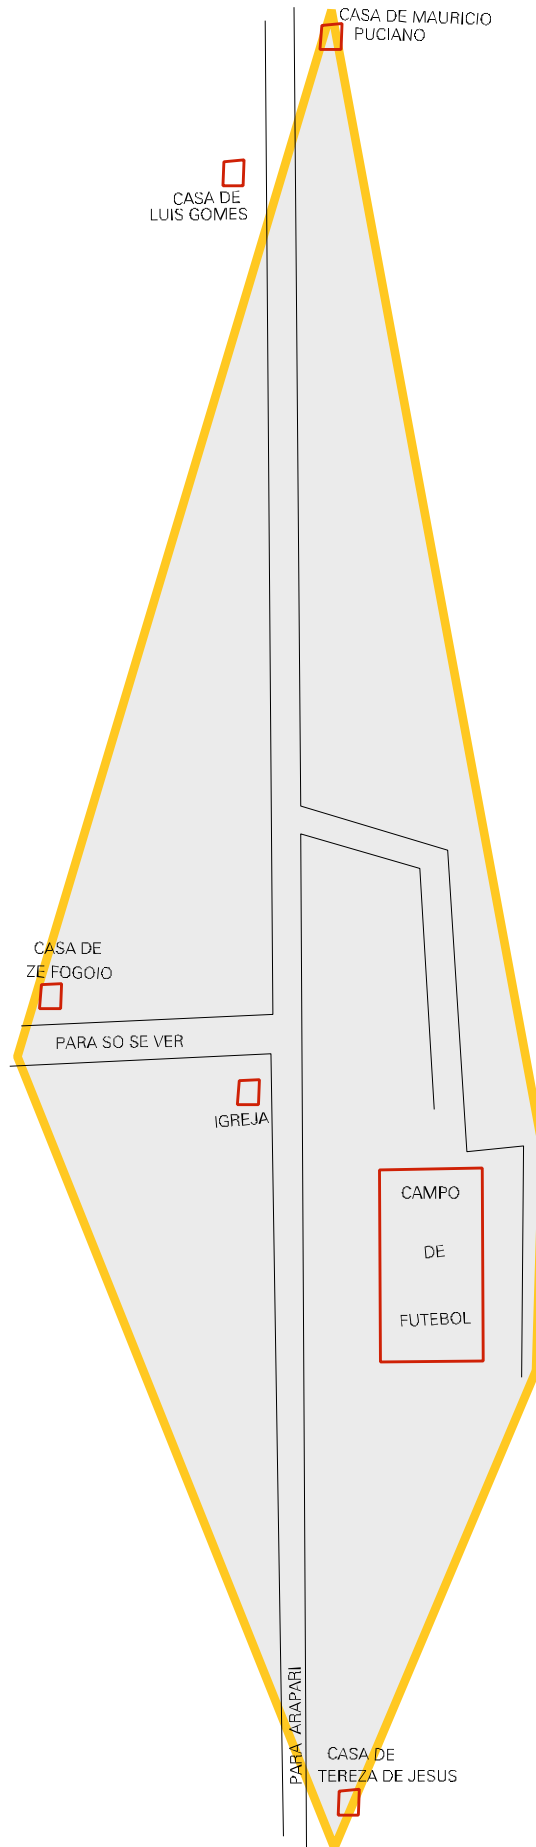 CASA DE MAURICIO
PUCIANO
CASA DE
LUIS GOMES
CASA DE
ZE FOGOIO
PARA SO SE VER
IGREJA
CAMPO
DE
FUTEBOL
PARA ARAPARI
CASA DE
TEREZA DE JESUS